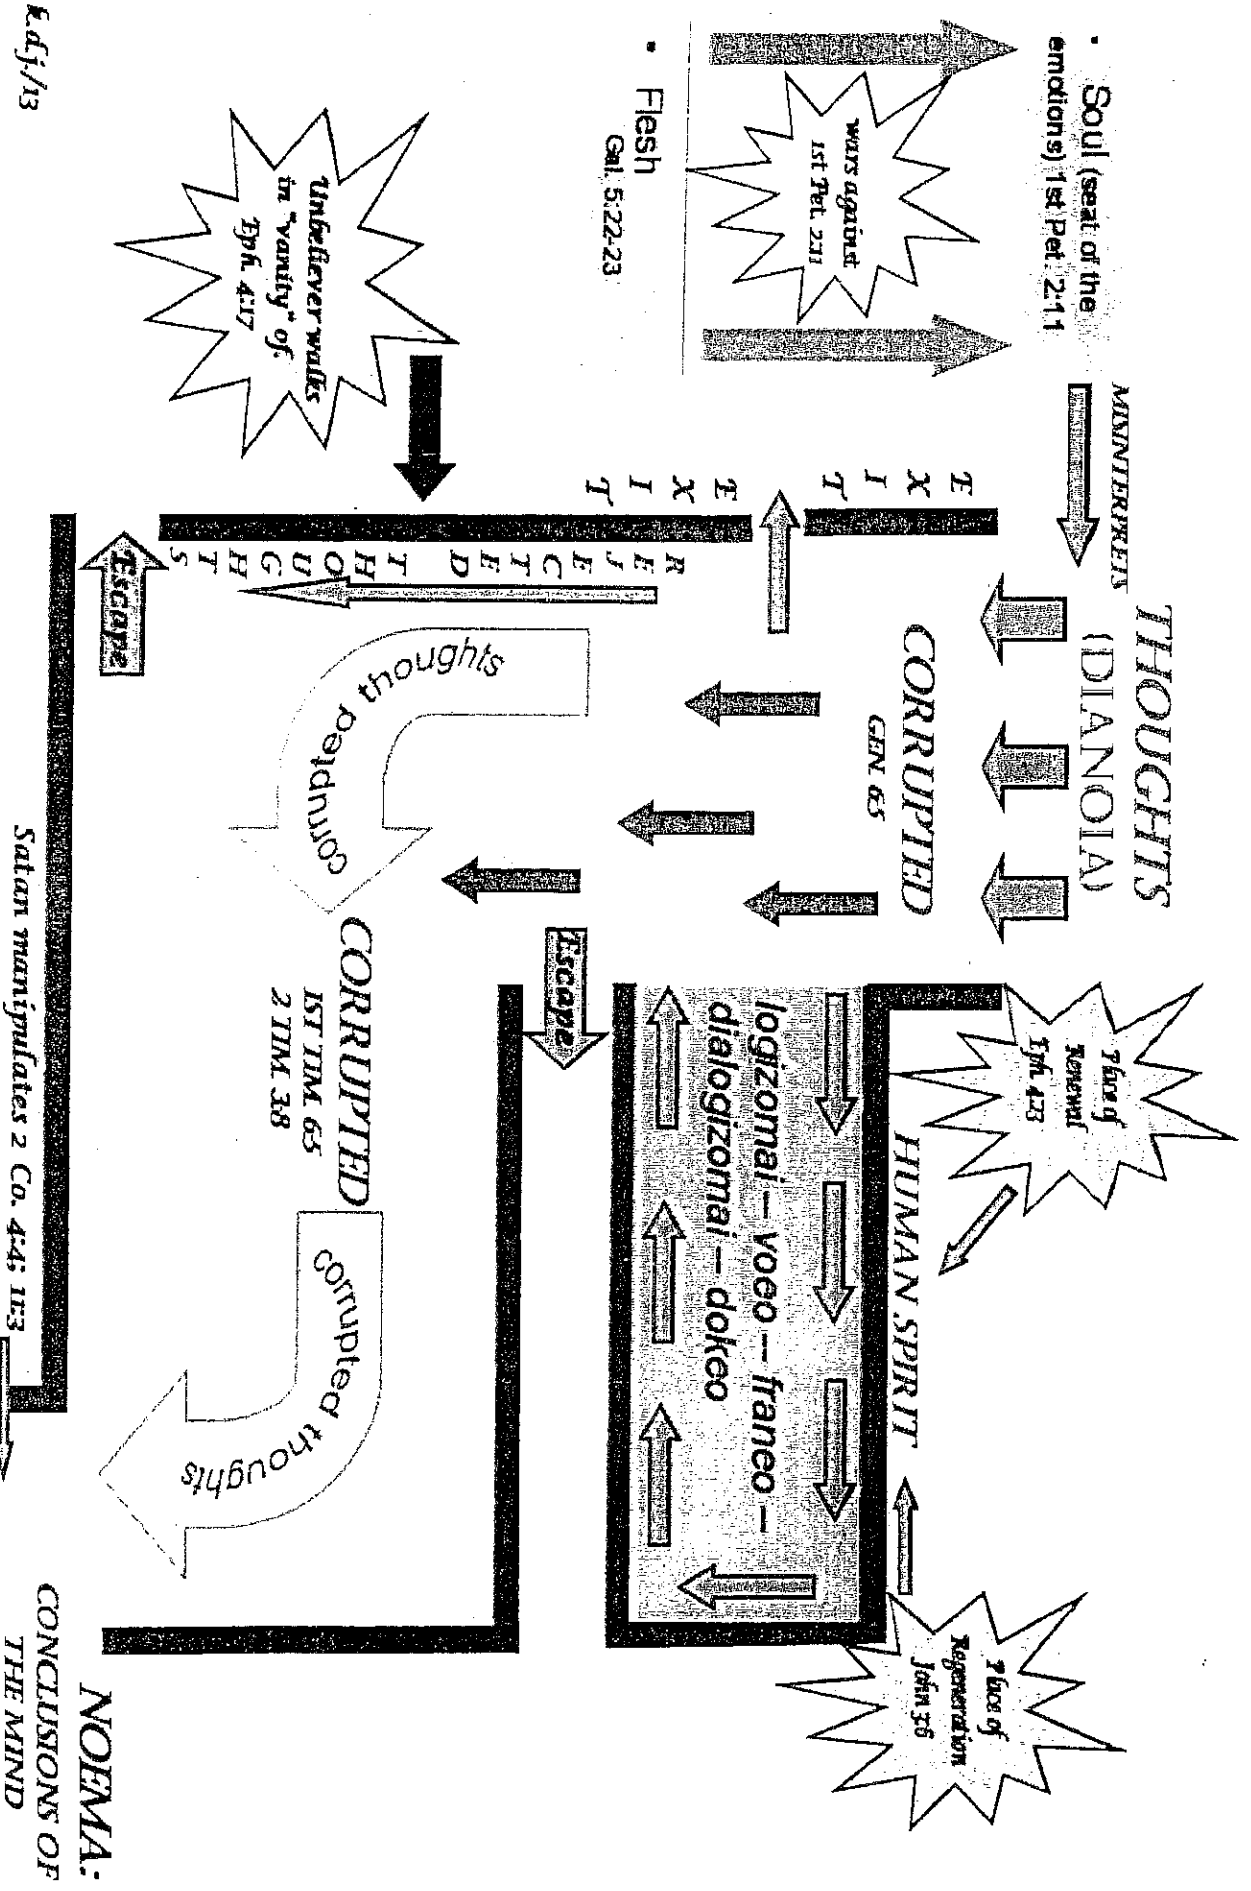 • Soul (seat of the
emotions) 1st Pet. 2:11
wars against
1st Pet. 2:11
• Flesh
Gal. 5:22-23
MISINTERPRETS
THOUGHTS
(DIANOIA)
CORRUPTED
GEN. 6:5
EXIT
EXIT
REJECTED THOUGHTS
Unbeliever walks
in "vanity" of.
Eph. 4:17
Escape
corrupted thoughts
Place of
Renewal
Eph. 4:23
HUMAN SPIRIT
Place of
Regeneration
John 3:6
logizomai – voeo – franeo –
dialogizomai – dokeo
Escape
CORRUPTED
1ST TIM. 6:5
2 TIM. 3:8
corrupted thoughts
Satan manipulates 2 Co. 4:4; 11:3
NOEMA:
CONCLUSIONS OF
THE MIND
k.d.j./13